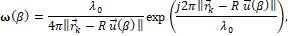 𝛚(β) = λ₀ / (4π‖r⃗ₖ − R u⃗(β)‖) exp( j2π‖r⃗ₖ − R u⃗(β)‖ / λ₀ ),